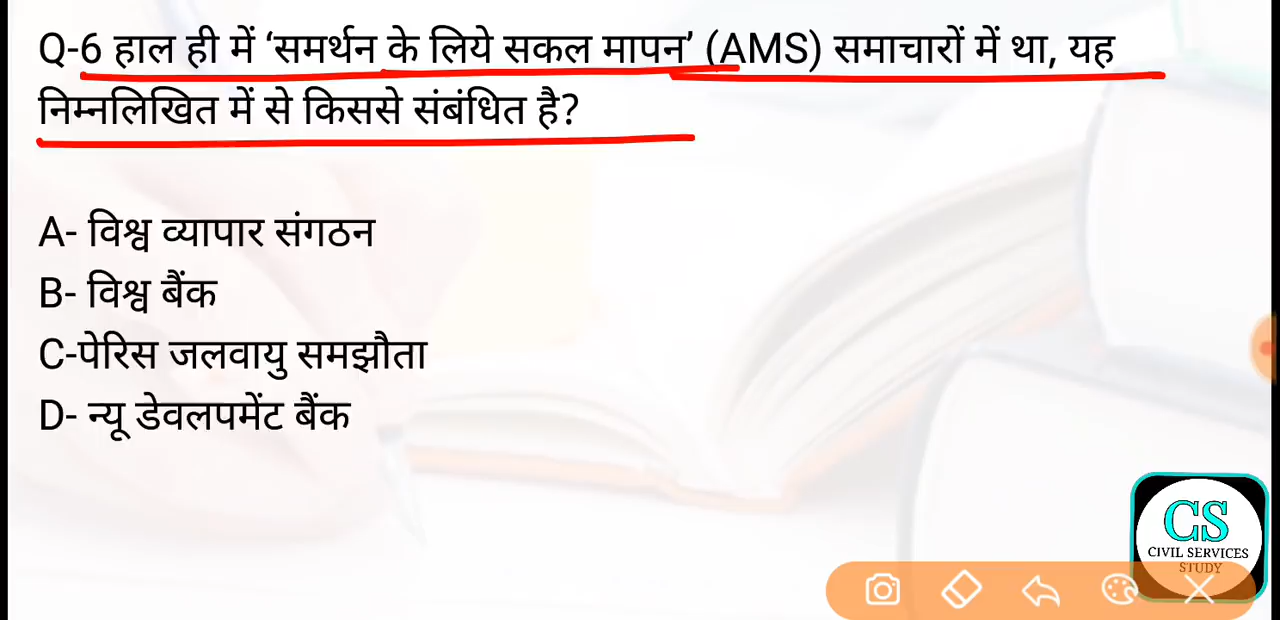 Q-6 हाल ही में ‘समर्थन के लिये सकल मापन’ (AMS) समाचारों में था, यह
निम्नलिखित में से किससे संबंधित है?
A- विश्व व्यापार संगठन
B- विश्व बैंक
C-पेरिस जलवायु समझौता
D- न्यू डेवलपमेंट बैंक
CS
CIVIL SERVICES
STUDY